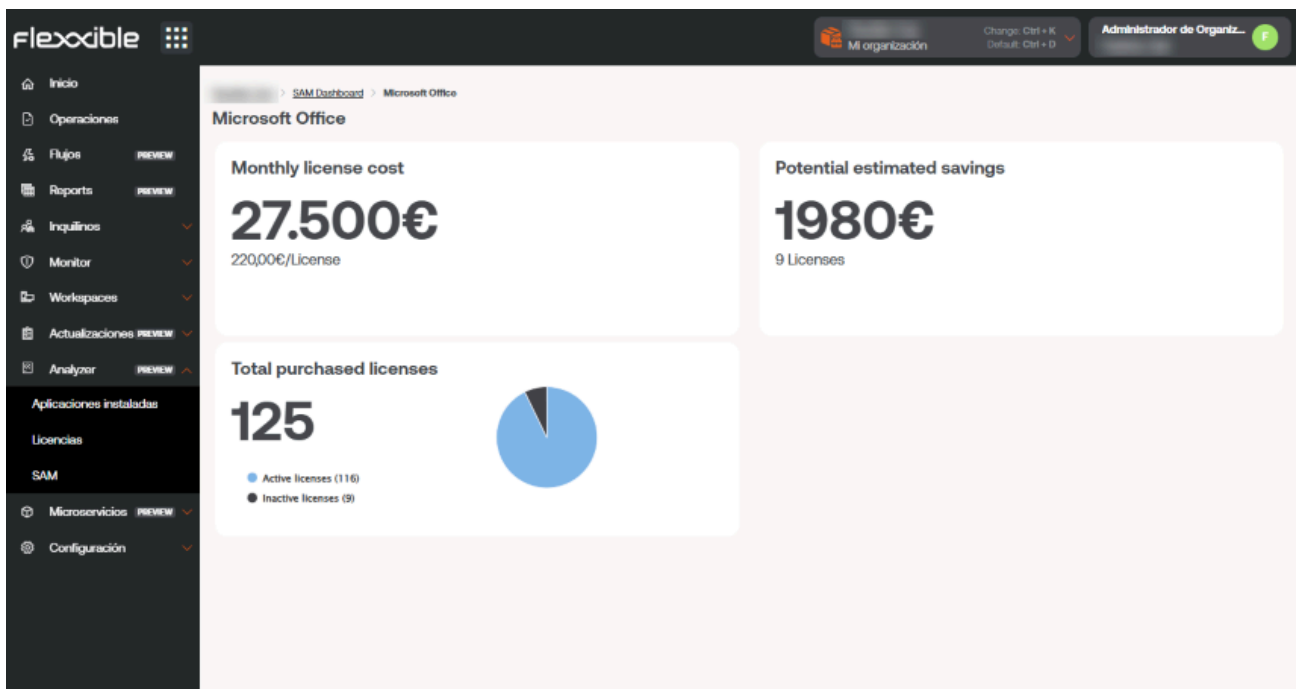 flexxible
Mi organización
Change: Ctrl + K
Default: Ctrl + D
Administrador de Organiz...
F
Inicio
Operaciones
Flujos PREVIEW
Reports PREVIEW
Inquilinos
Monitor
Workspaces
Actualizaciones PREVIEW
Analyzer PREVIEW
Aplicaciones instaladas
Licencias
SAM
Microservicios PREVIEW
Configuración
> SAM Dashboard > Microsoft Office
Microsoft Office
Monthly license cost
27.500€
220,00€/License
Potential estimated savings
1980€
9 Licenses
Total purchased licenses
125
Active licenses (116)
Inactive licenses (9)